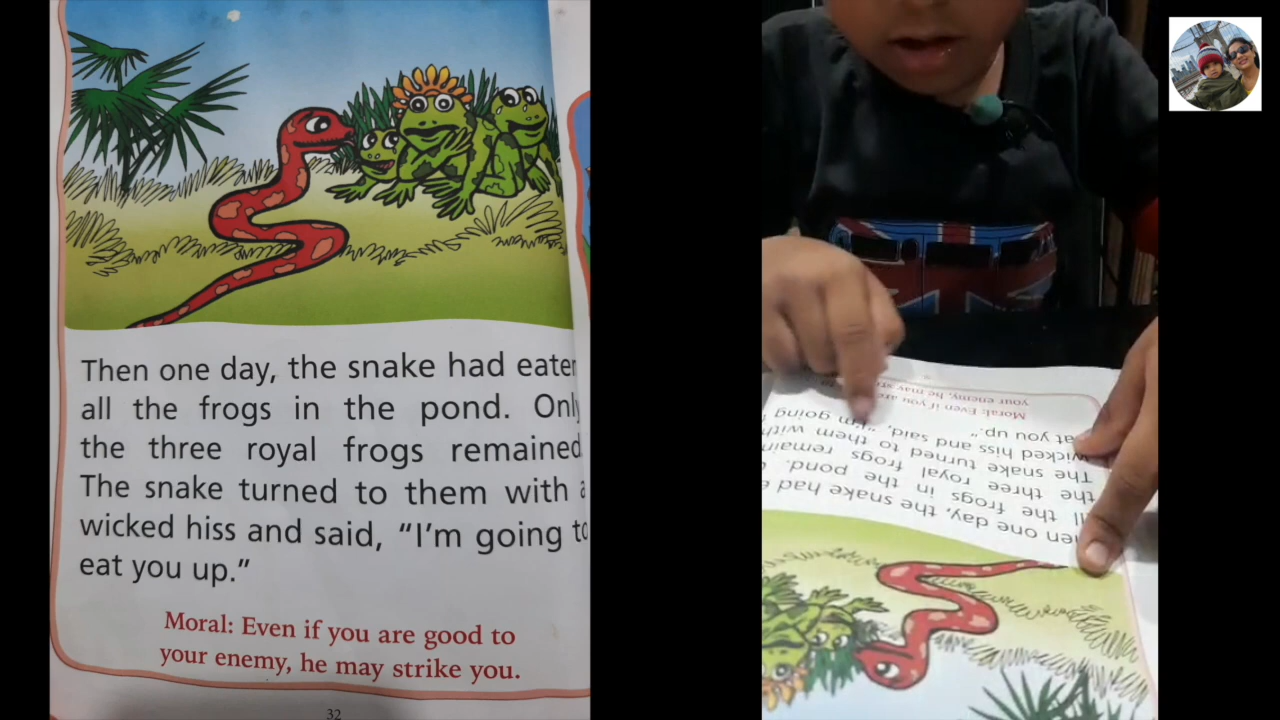 Then one day, the snake had eaten
all the frogs in the pond. Only
the three royal frogs remained.
The snake turned to them with a
wicked hiss and said, “I’m going to
eat you up.”
Moral: Even if you are good to
your enemy, he may strike you.
32